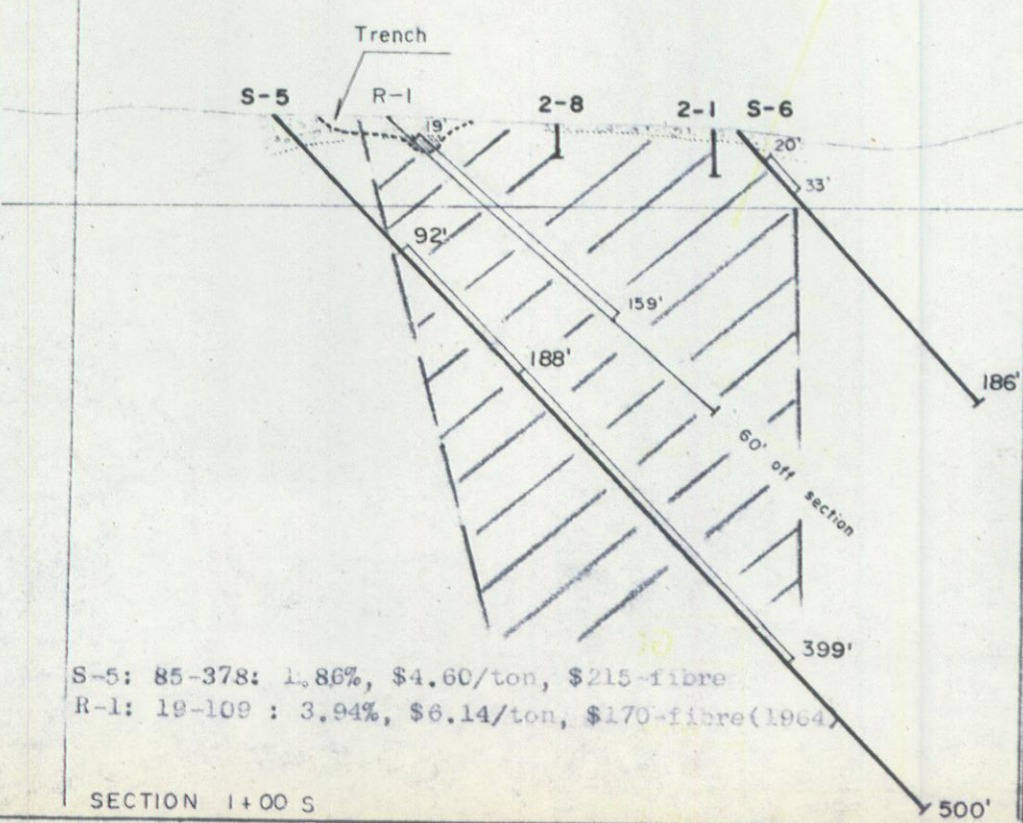 Trench
S-5
R-1
2-8
2-1
S-6
19'
20'
33'
92'
159'
188'
186'
60' off section
399'
S-5: 85-378: 1.86%, $4.60/ton, $215-fibre
R-1: 19-109 : 3.94%, $6.14/ton, $170-fibre(1964)
SECTION 1+00 S
500'